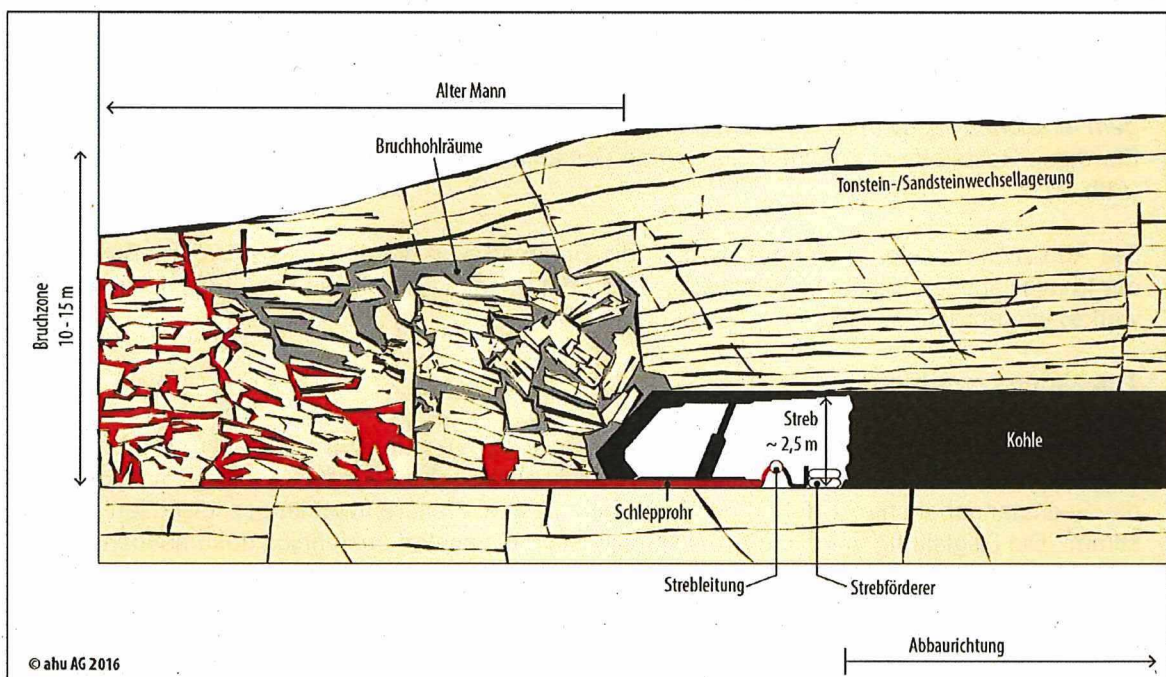 Alter Mann
Bruchhohlräume
Tonstein-/Sandsteinwechsellagerung
Bruchzone
10 - 15 m
Streb
~ 2,5 m
Kohle
Schlepprohr
Strebleitung
Strebförderer
Abbaurichtung
© ahu AG 2016